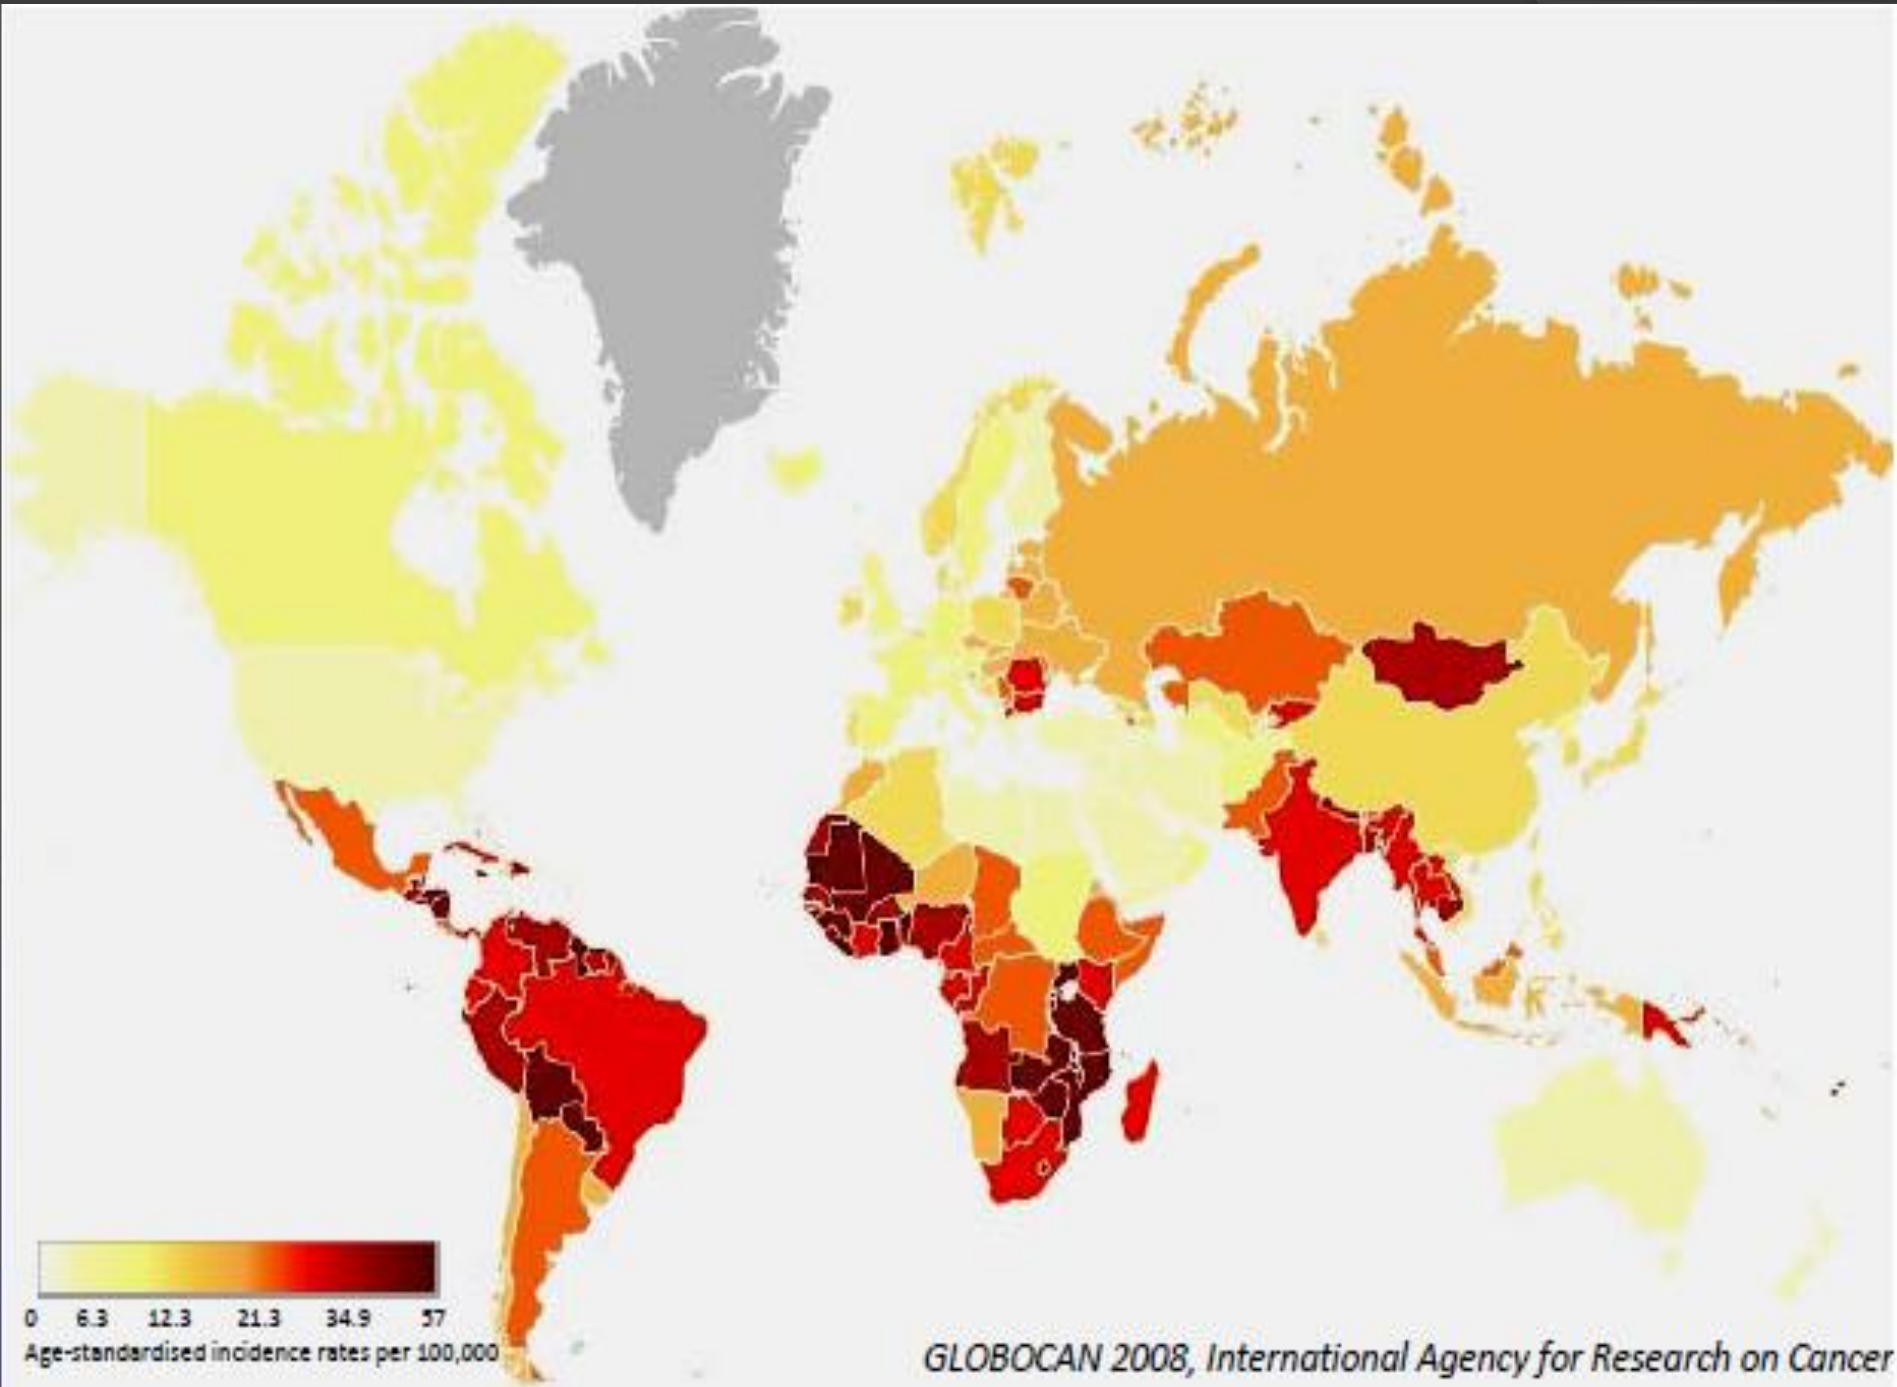 0 6.3 12.3 21.3 34.9 57
Age-standardised incidence rates per 100,000
GLOBOCAN 2008, International Agency for Research on Cancer